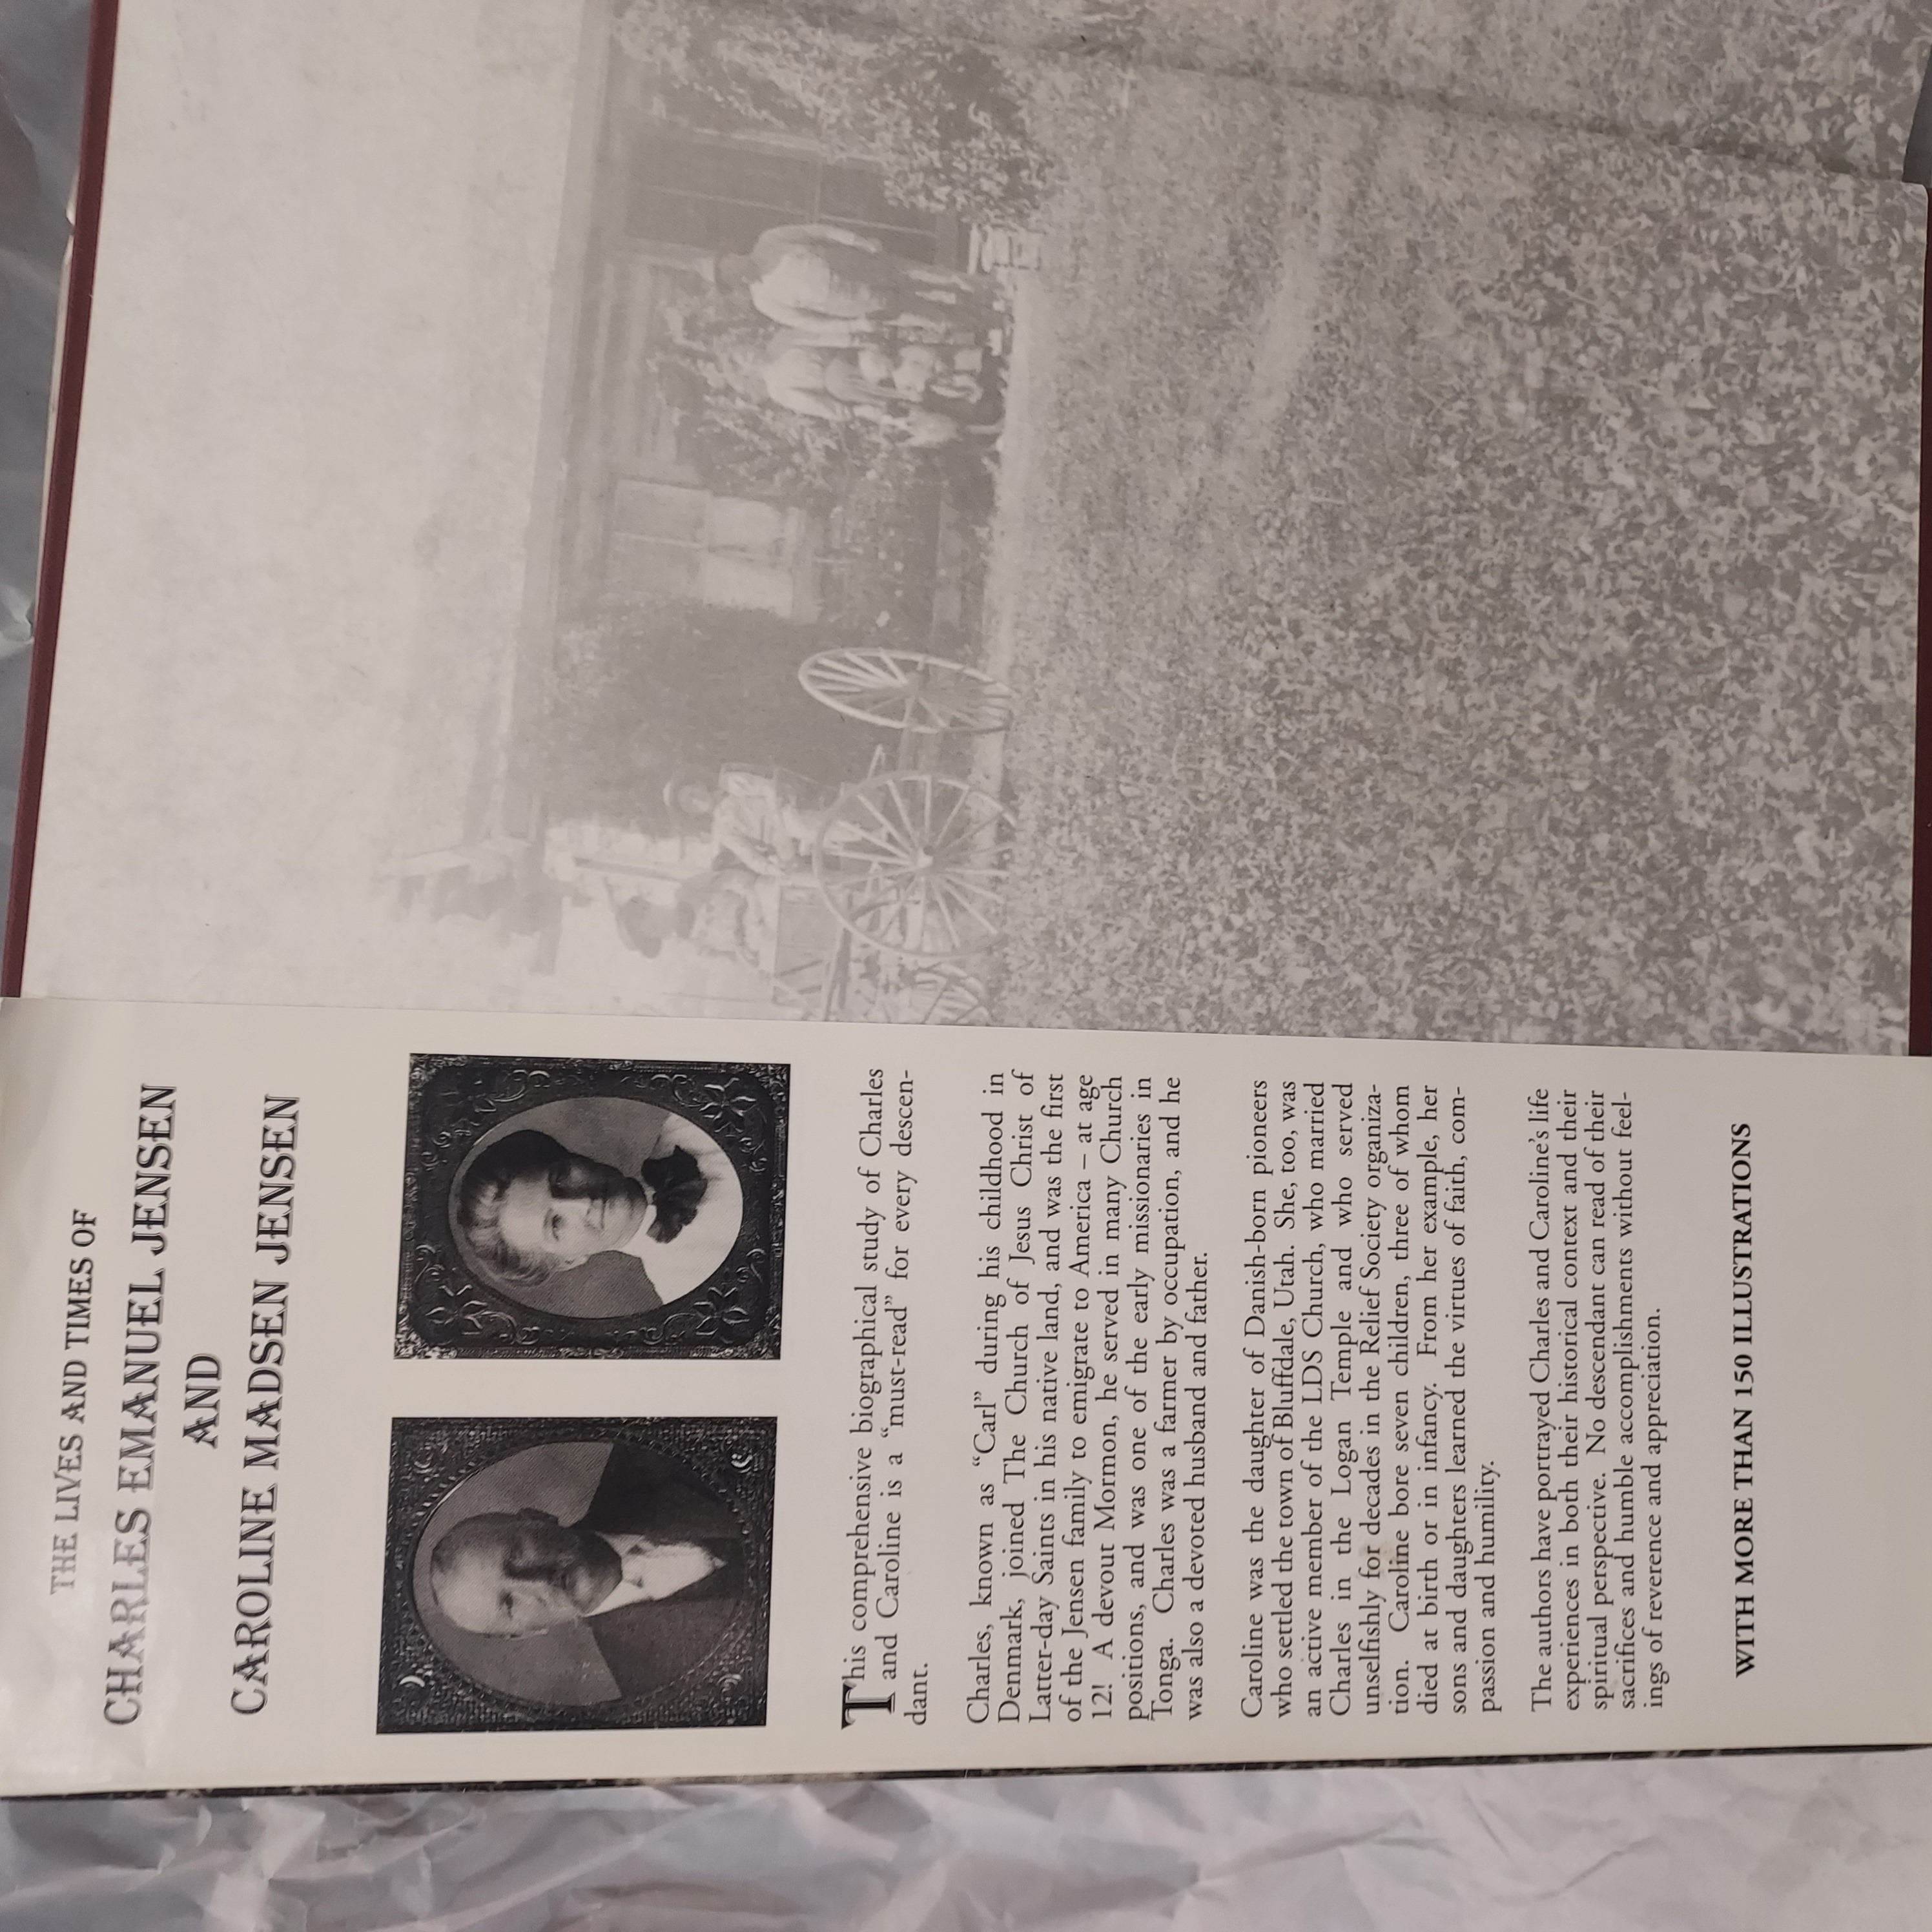 THE LIVES AND TIMES OF
CHARLES EMANUEL JENSEN
AND
CAROLINE MADSEN JENSEN
This comprehensive biographical study of Charles
and Caroline is a “must-read” for every descen-
dant.
Charles, known as “Carl” during his childhood in
Denmark, joined The Church of Jesus Christ of
Latter-day Saints in his native land, and was the first
of the Jensen family to emigrate to America – at age
12! A devout Mormon, he served in many Church
positions, and was one of the early missionaries in
Tonga. Charles was a farmer by occupation, and he
was also a devoted husband and father.
Caroline was the daughter of Danish-born pioneers
who settled the town of Bluffdale, Utah. She, too, was
an active member of the LDS Church, who married
Charles in the Logan Temple and who served
unselfishly for decades in the Relief Society organiza-
tion. Caroline bore seven children, three of whom
died at birth or in infancy. From her example, her
sons and daughters learned the virtues of faith, com-
passion and humility.
The authors have portrayed Charles and Caroline's life
experiences in both their historical context and their
spiritual perspective. No descendant can read of their
sacrifices and humble accomplishments without feel-
ings of reverence and appreciation.
WITH MORE THAN 150 ILLUSTRATIONS